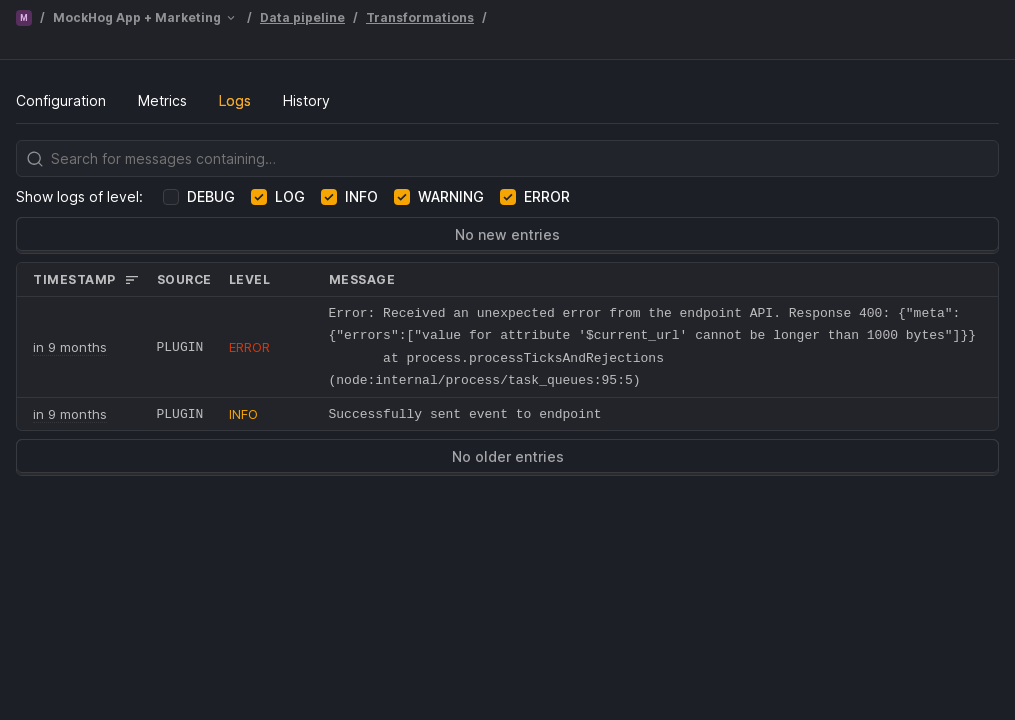 M / MockHog App + Marketing / Data pipeline / Transformations /
Configuration Metrics Logs History
Search for messages containing…
Show logs of level: DEBUG LOG INFO WARNING ERROR
No new entries
TIMESTAMP SOURCE LEVEL MESSAGE
in 9 months PLUGIN ERROR
Error: Received an unexpected error from the endpoint API. Response 400: {"meta":
{"errors":["value for attribute '$current_url' cannot be longer than 1000 bytes"]}}
at process.processTicksAndRejections
(node:internal/process/task_queues:95:5)
in 9 months PLUGIN INFO Successfully sent event to endpoint
No older entries